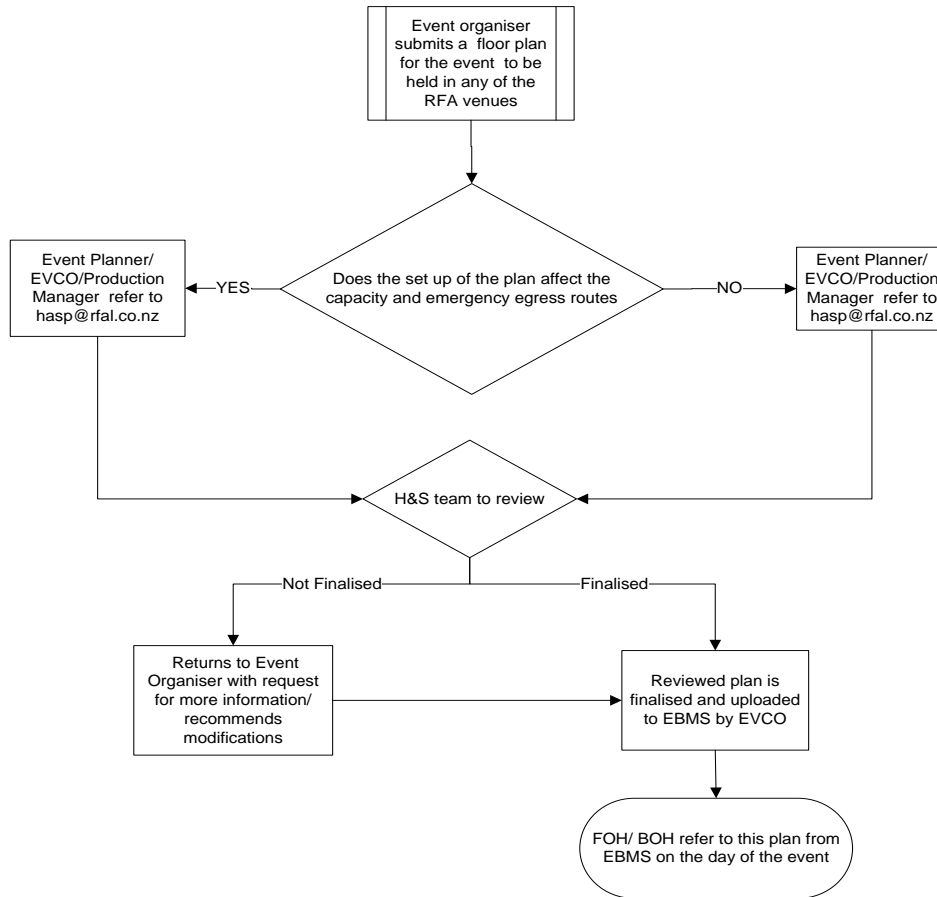 Event organiser
submits a floor plan
for the event to be
held in any of the
RFA venues
Does the set up of the plan affect the
capacity and emergency egress routes
YES
NO
Event Planner/
EVCO/Production
Manager refer to
hasp@rfal.co.nz
Event Planner/
EVCO/Production
Manager refer to
hasp@rfal.co.nz
H&S team to review
Not Finalised
Finalised
Returns to Event
Organiser with request
for more information/
recommends
modifications
Reviewed plan is
finalised and uploaded
to EBMS by EVCO
FOH/ BOH refer to this plan from
EBMS on the day of the event